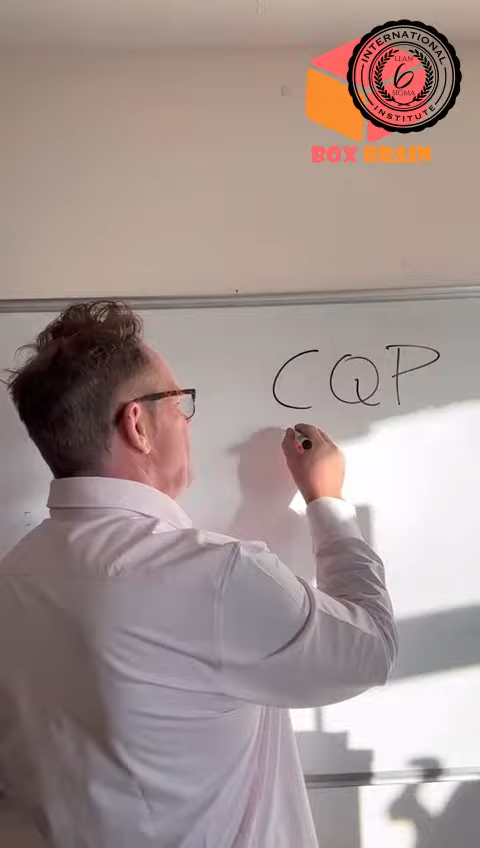 INTERNATIONAL
LEAN
6
SIGMA
INSTITUTE
BOX BRAIN
CQP